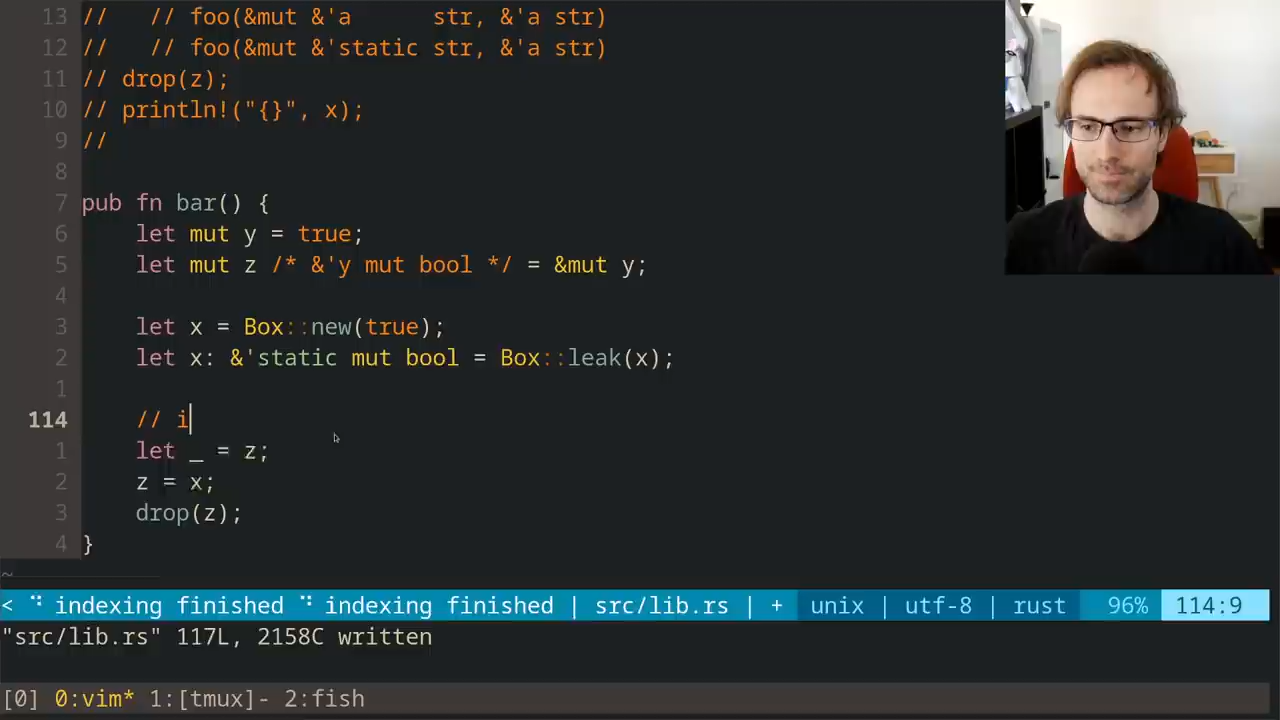 13 //   // foo(&mut &'a      str, &'a str)
12 //   // foo(&mut &'static str, &'a str)
11 // drop(z);
10 // println!("{}", x);
9 //
8
7 pub fn bar() {
6     let mut y = true;
5     let mut z /* &'y mut bool */ = &mut y;
4
3     let x = Box::new(true);
2     let x: &'static mut bool = Box::leak(x);
1
114     // i
1     let _ = z;
2     z = x;
3     drop(z);
4 }
~
< ⠋ indexing finished ⠋ indexing finished | src/lib.rs | + unix | utf-8 | rust 96% 114:9
"src/lib.rs" 117L, 2158C written
[0] 0:vim* 1:[tmux]- 2:fish